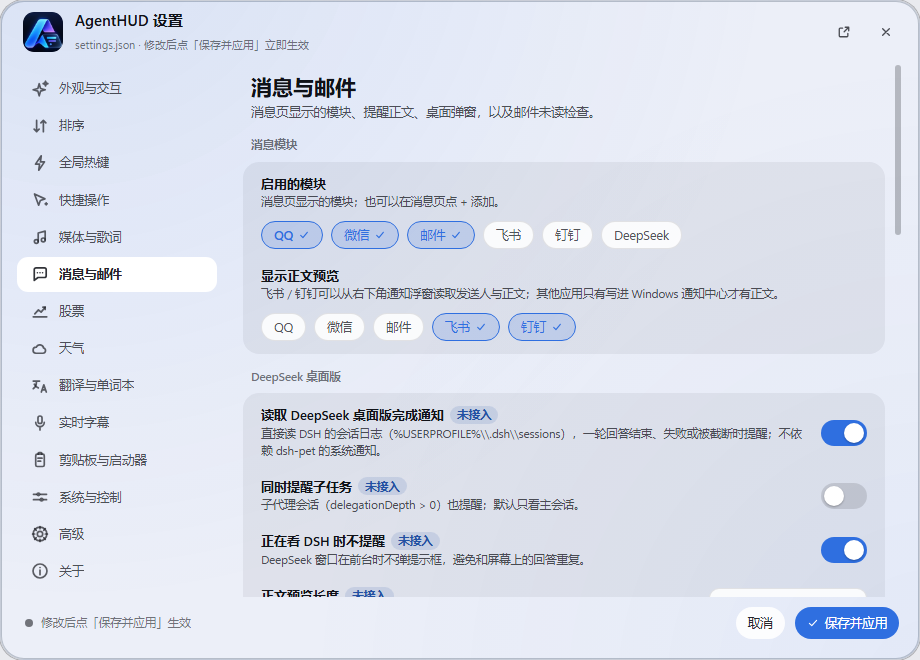 AgentHUD 设置
settings.json · 修改后点「保存并应用」立即生效
外观与交互
排序
全局热键
快捷操作
媒体与歌词
消息与邮件
股票
天气
翻译与单词本
实时字幕
剪贴板与启动器
系统与控制
高级
关于
消息与邮件
消息页显示的模块、提醒正文、桌面弹窗，以及邮件未读检查。
消息模块
启用的模块
消息页显示的模块；也可以在消息页点 + 添加。
QQ ✓ 微信 ✓ 邮件 ✓ 飞书 钉钉 DeepSeek
显示正文预览
飞书 / 钉钉可以从右下角通知浮窗读取发送人与正文；其他应用只有写进 Windows 通知中心才有正文。
QQ 微信 邮件 飞书 ✓ 钉钉 ✓
DeepSeek 桌面版
读取 DeepSeek 桌面版完成通知 未接入
直接读 DSH 的会话日志（%USERPROFILE%\\.dsh\\sessions），一轮回答结束、失败或被截断时提醒；不依
赖 dsh-pet 的系统通知。
同时提醒子任务 未接入
子代理会话（delegationDepth > 0）也提醒；默认只看主会话。
正在看 DSH 时不提醒 未接入
DeepSeek 窗口在前台时不弹提示框，避免和屏幕上的回答重复。
正文预览长度 未接入
修改后点「保存并应用」生效
取消
✓ 保存并应用